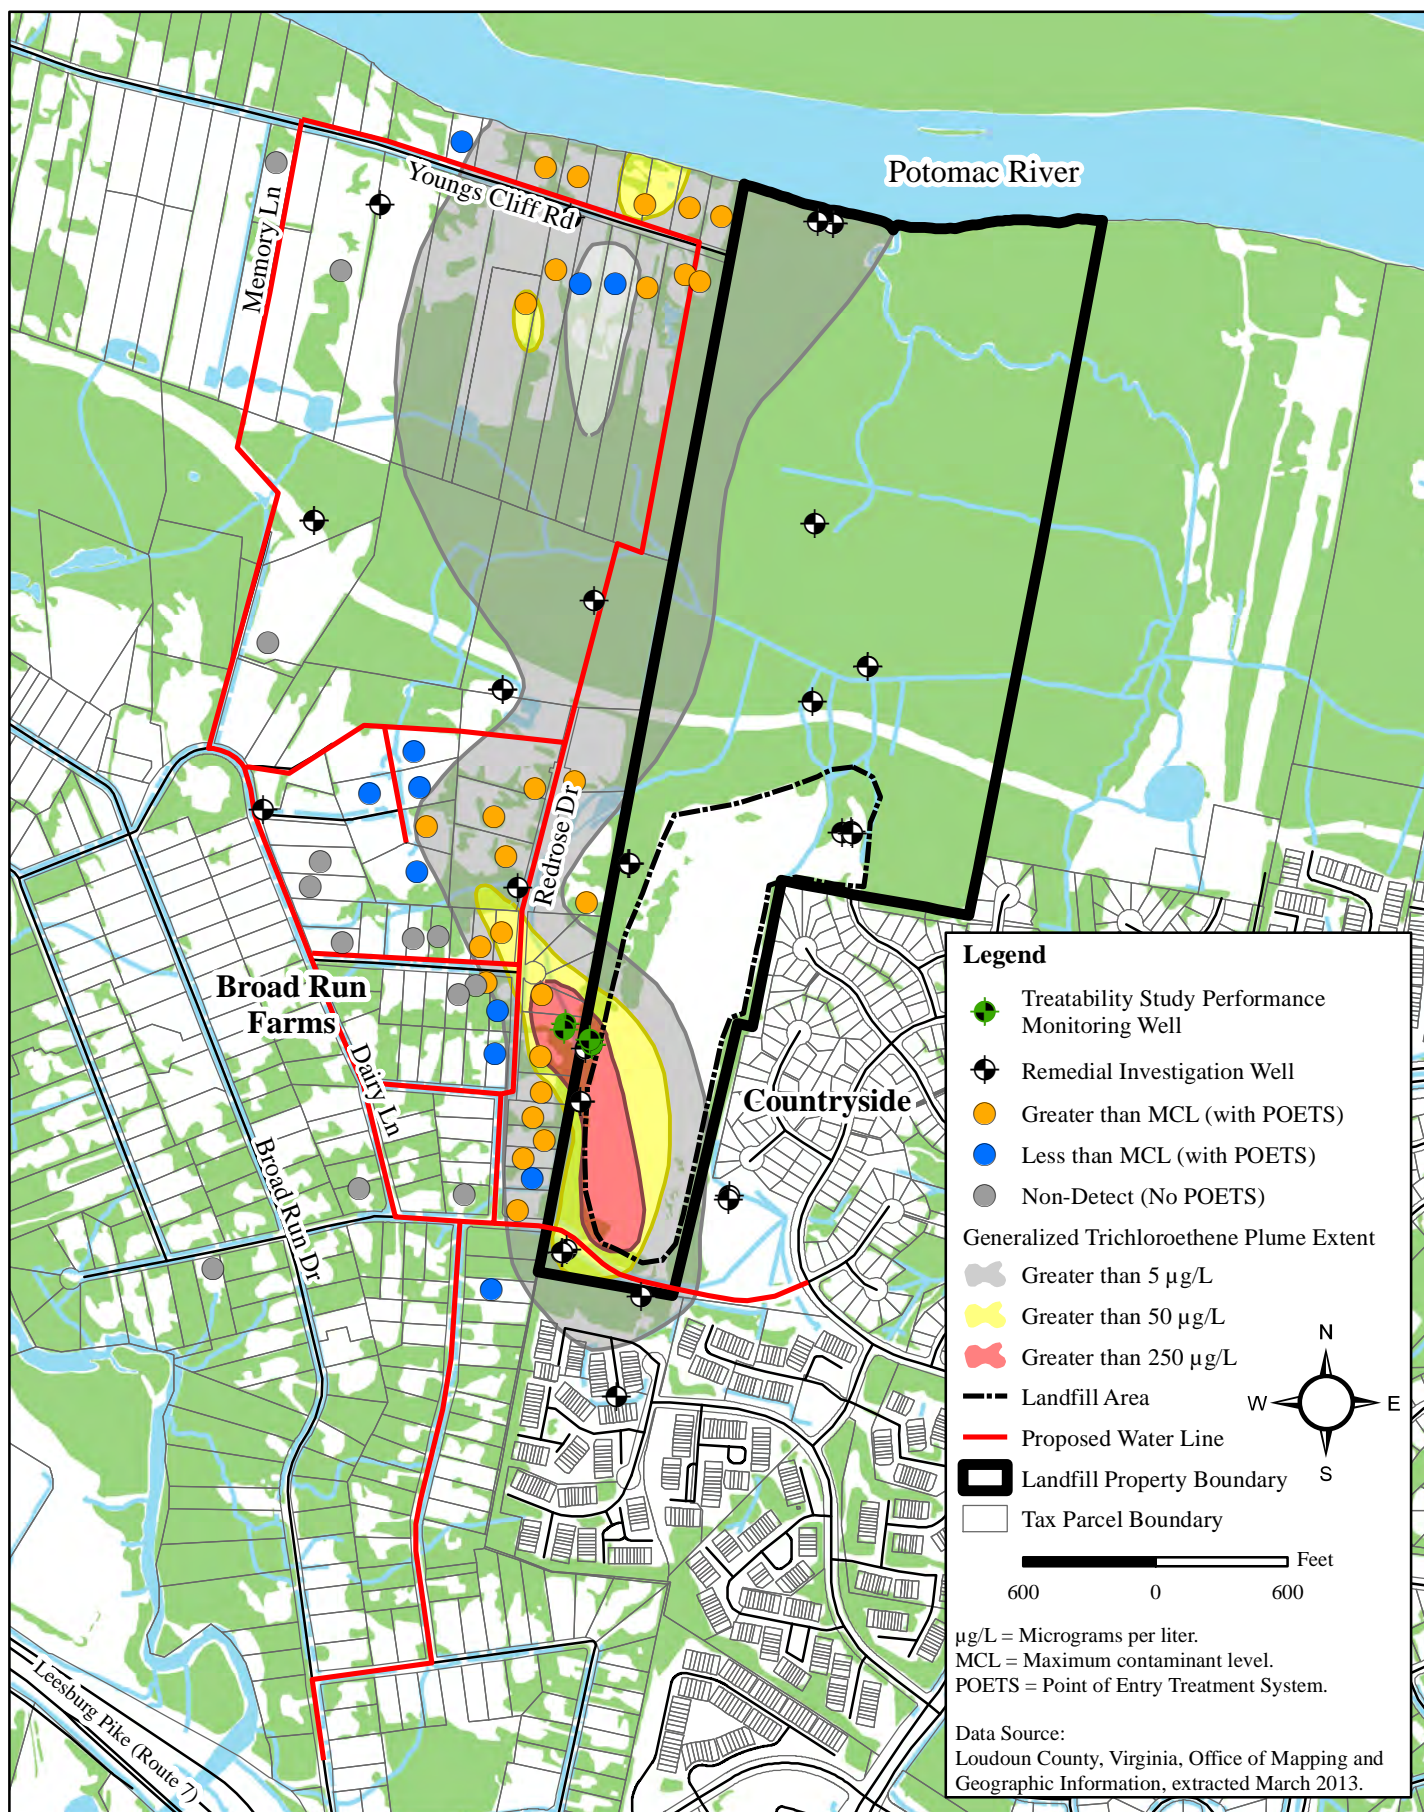 Potomac River
Youngs Cliff Rd
Memory Ln
Redrose Dr
Broad Run
Farms
Dairy Ln
Countryside
Broad Run Dr
Leesburg Pike (Route 7)
Legend
Treatability Study Performance
Monitoring Well
Remedial Investigation Well
Greater than MCL (with POETS)
Less than MCL (with POETS)
Non-Detect (No POETS)
Generalized Trichloroethene Plume Extent
Greater than 5 µg/L
Greater than 50 µg/L
Greater than 250 µg/L
Landfill Area
Proposed Water Line
Landfill Property Boundary
Tax Parcel Boundary
N
W E
S
Feet
600 0 600
µg/L = Micrograms per liter.
MCL = Maximum contaminant level.
POETS = Point of Entry Treatment System.
Data Source:
Loudoun County, Virginia, Office of Mapping and
Geographic Information, extracted March 2013.